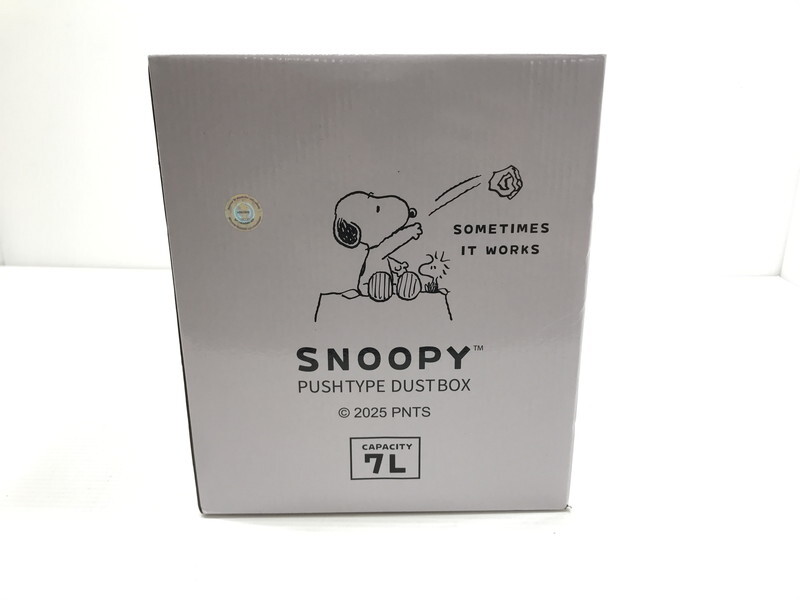 SOMETIMES
IT WORKS
SNOOPY™
PUSHTYPE DUSTBOX
© 2025 PNTS
CAPACITY
7L